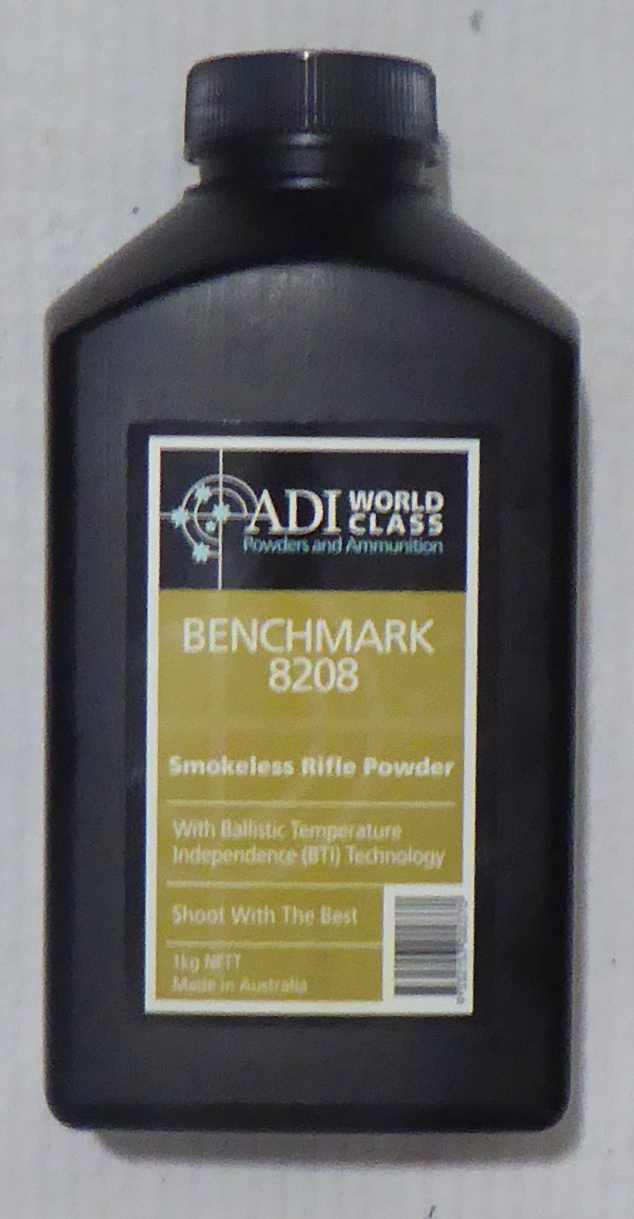 ADI WORLD CLASS
Powders and Ammunition
BENCHMARK
8208
Smokeless Rifle Powder
With Ballistic Temperature
Independence (BTI) Technology
Shoot With The Best
1kg NETT
Made in Australia